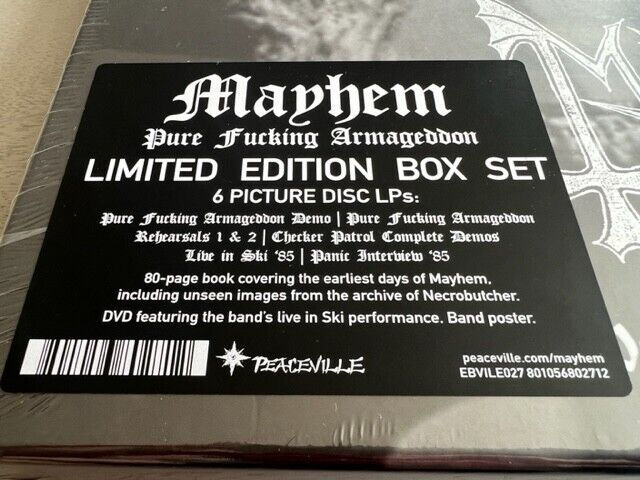 Mayhem
Pure Fucking Armageddon
LIMITED EDITION BOX SET
6 PICTURE DISC LPs:
Pure Fucking Armageddon Demo | Pure Fucking Armageddon
Rehearsals 1 & 2 | Checker Patrol Complete Demos
Live in Ski '85 | Panic Interview '85
80-page book covering the earliest days of Mayhem,
including unseen images from the archive of Necrobutcher.
DVD featuring the band's live in Ski performance. Band poster.
PEACEVILLE
peaceville.com/mayhem
EBVILE027 801056802712